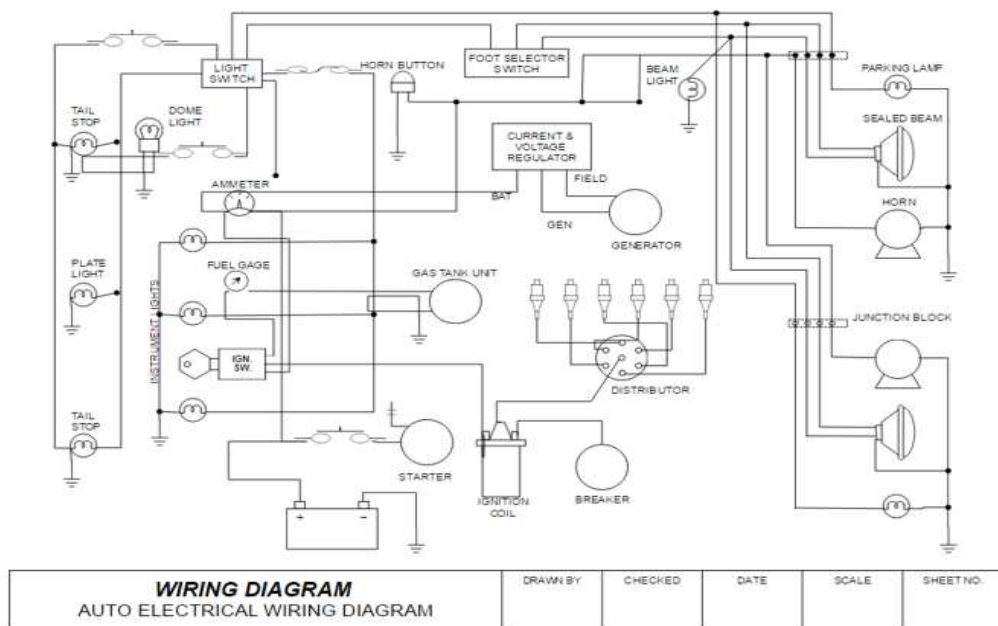 LIGHT
SWITCH
FOOT SELECTOR
SWITCH
HORN BUTTON
BEAM
LIGHT
PARKING LAMP
TAIL
STOP
DOME
LIGHT
SEALED BEAM
CURRENT &
VOLTAGE
REGULATOR
AMMETER
BAT
FIELD
GEN
GENERATOR
HORN
PLATE
LIGHT
FUEL GAGE
GAS TANK UNIT
INSTRUMENT LIGHTS
JUNCTION BLOCK
IGN.
SW.
DISTRIBUTOR
TAIL
STOP
STARTER
IGNITION
COIL
BREAKER
+
−
WIRING DIAGRAM
AUTO ELECTRICAL WIRING DIAGRAM
DRAWN BY
CHECKED
DATE
SCALE
SHEET NO.